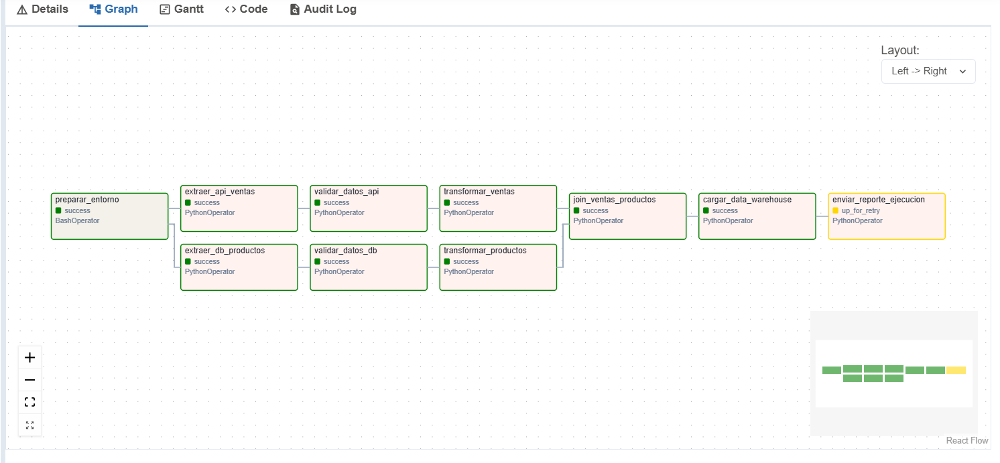 Details Graph Gantt <> Code Audit Log
Layout:
Left -> Right
preparar_entorno
success
BashOperator
extraer_api_ventas
success
PythonOperator
validar_datos_api
success
PythonOperator
transformar_ventas
success
PythonOperator
extraer_db_productos
success
PythonOperator
validar_datos_db
success
PythonOperator
transformar_productos
success
PythonOperator
join_ventas_productos
success
PythonOperator
cargar_data_warehouse
success
PythonOperator
enviar_reporte_ejecucion
up_for_retry
PythonOperator
React Flow